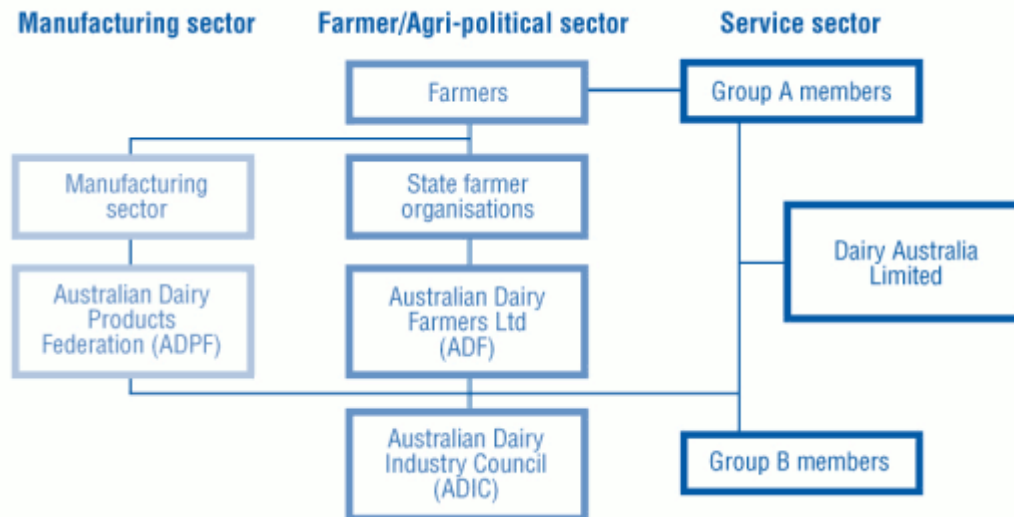 Manufacturing sector
Farmer/Agri-political sector
Service sector
Farmers
Group A members
Manufacturing
sector
State farmer
organisations
Dairy Australia
Limited
Australian Dairy
Products
Federation (ADPF)
Australian Dairy
Farmers Ltd
(ADF)
Australian Dairy
Industry Council
(ADIC)
Group B members